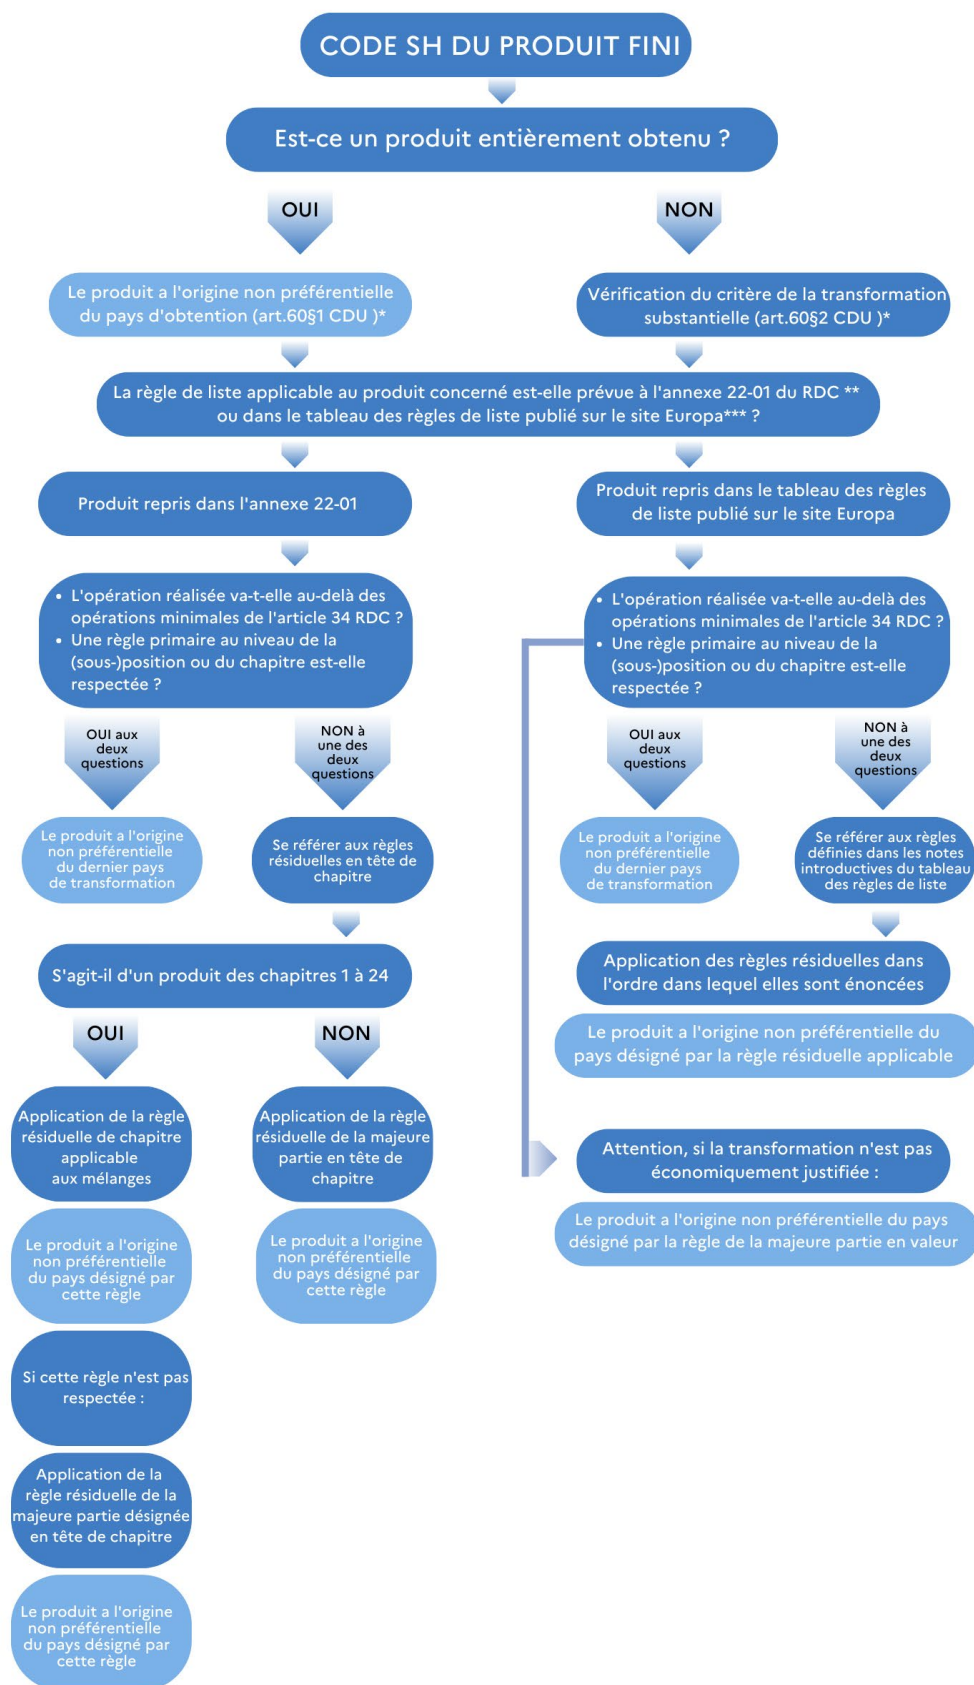 CODE SH DU PRODUIT FINI
Est-ce un produit entièrement obtenu ?
OUI
NON
Le produit a l'origine non préférentielle
du pays d'obtention (art.60§1 CDU )*
Vérification du critère de la transformation
substantielle (art.60§2 CDU )*
La règle de liste applicable au produit concerné est-elle prévue à l'annexe 22-01 du RDC **
ou dans le tableau des règles de liste publié sur le site Europa*** ?
Produit repris dans l'annexe 22-01
Produit repris dans le tableau des règles
de liste publié sur le site Europa
• L'opération réalisée va-t-elle au-delà des
opérations minimales de l'article 34 RDC ?
• Une règle primaire au niveau de la
(sous-)position ou du chapitre est-elle
respectée ?
• L'opération réalisée va-t-elle au-delà des
opérations minimales de l'article 34 RDC ?
• Une règle primaire au niveau de la
(sous-)position ou du chapitre est-elle
respectée ?
OUI aux
deux
questions
NON à
une des
deux
questions
OUI aux
deux
questions
NON à
une des
deux
questions
Le produit a l'origine
non préférentielle
du dernier pays
de transformation
Se référer aux règles
résiduelles en tête de
chapitre
Le produit a l'origine
non préférentielle
du dernier pays
de transformation
Se référer aux règles
définies dans les notes
introductives du tableau
des règles de liste
S'agit-il d'un produit des chapitres 1 à 24
Application des règles résiduelles dans
l'ordre dans lequel elles sont énoncées
OUI
NON
Le produit a l'origine non préférentielle du
pays désigné par la règle résiduelle applicable
Application de la règle
résiduelle de chapitre
applicable
aux mélanges
Application de la règle
résiduelle de la majeure
partie en tête de
chapitre
Attention, si la transformation n'est pas
économiquement justifiée :
Le produit a l'origine
non préférentielle
du pays désigné par
cette règle
Le produit a l'origine
non préférentielle
du pays désigné par
cette règle
Le produit a l'origine non préférentielle du pays
désigné par la règle de la majeure partie en valeur
Si cette règle n'est pas
respectée :
Application de la
règle résiduelle de la
majeure partie désignée
en tête de chapitre
Le produit a l'origine
non préférentielle
du pays désigné par
cette règle